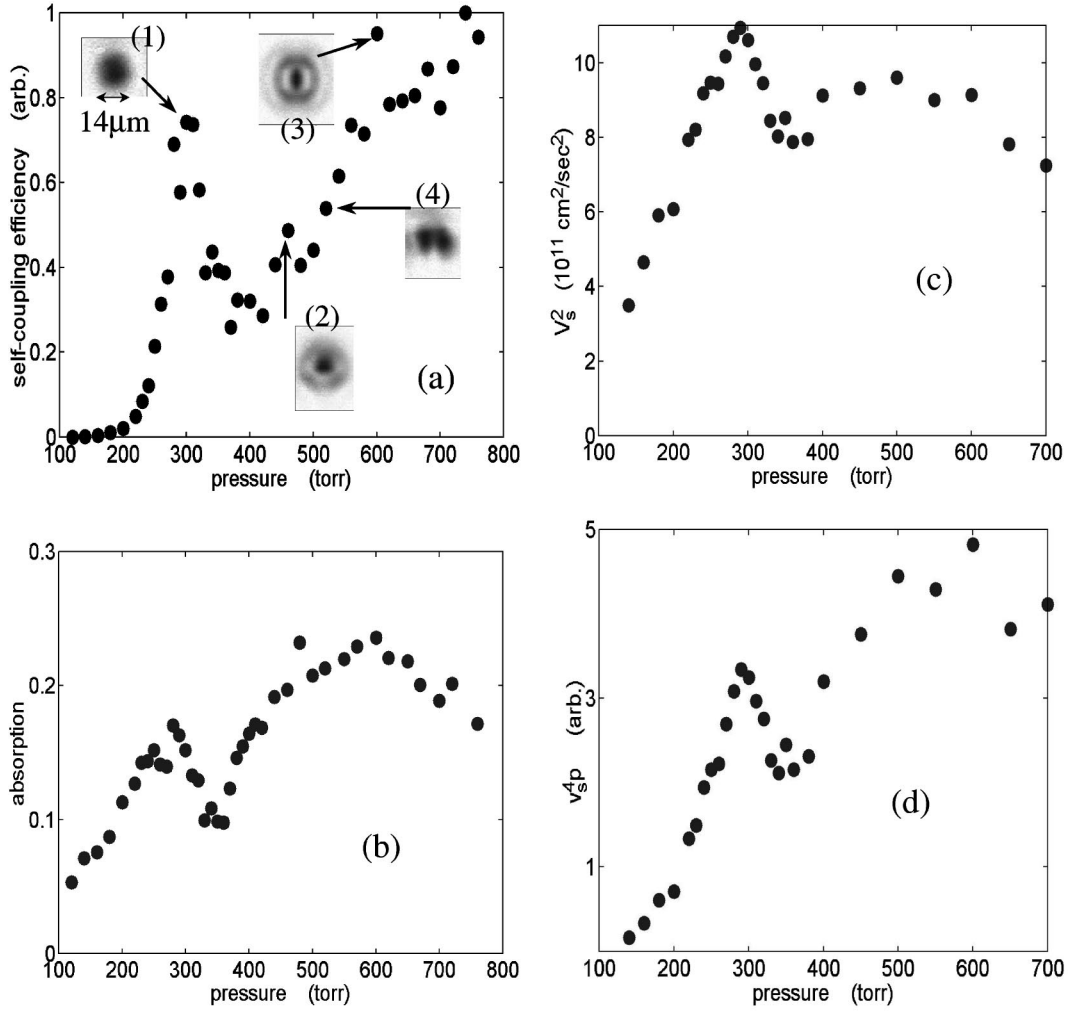 1
0.8
0.6
0.4
0.2
0
self-coupling efficiency (arb.)
(1)
14μm
(3)
(4)
(2)
(a)
100 200 300 400 500 600 700 800
pressure (torr)
10
8
6
4
2
0
V_s^2 (10^11 cm^2/sec^2)
(c)
100 200 300 400 500 600 700
pressure (torr)
0.3
0.2
0.1
0
absorption
(b)
100 200 300 400 500 600 700 800
pressure (torr)
5
3
1
v_s^4p (arb.)
(d)
100 200 300 400 500 600 700
pressure (torr)